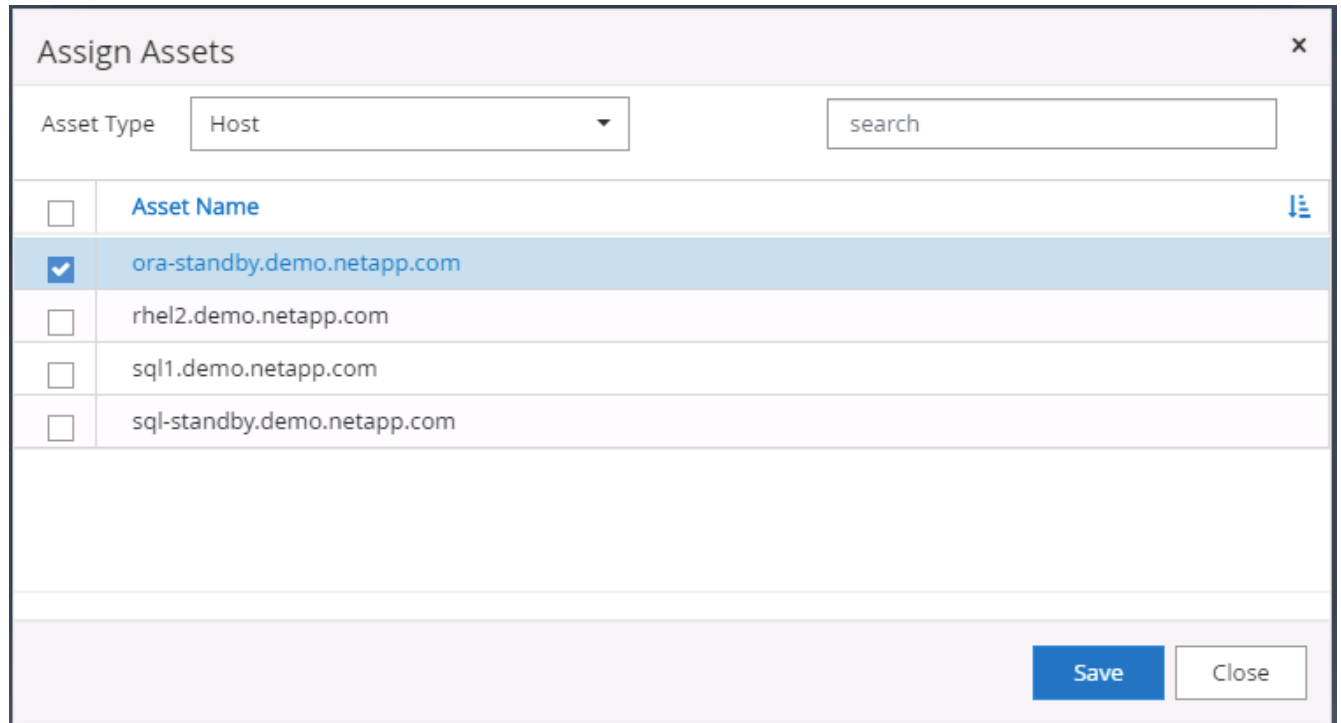 Assign Assets
Asset Type Host search
Asset Name
ora-standby.demo.netapp.com
rhel2.demo.netapp.com
sql1.demo.netapp.com
sql-standby.demo.netapp.com
Save Close